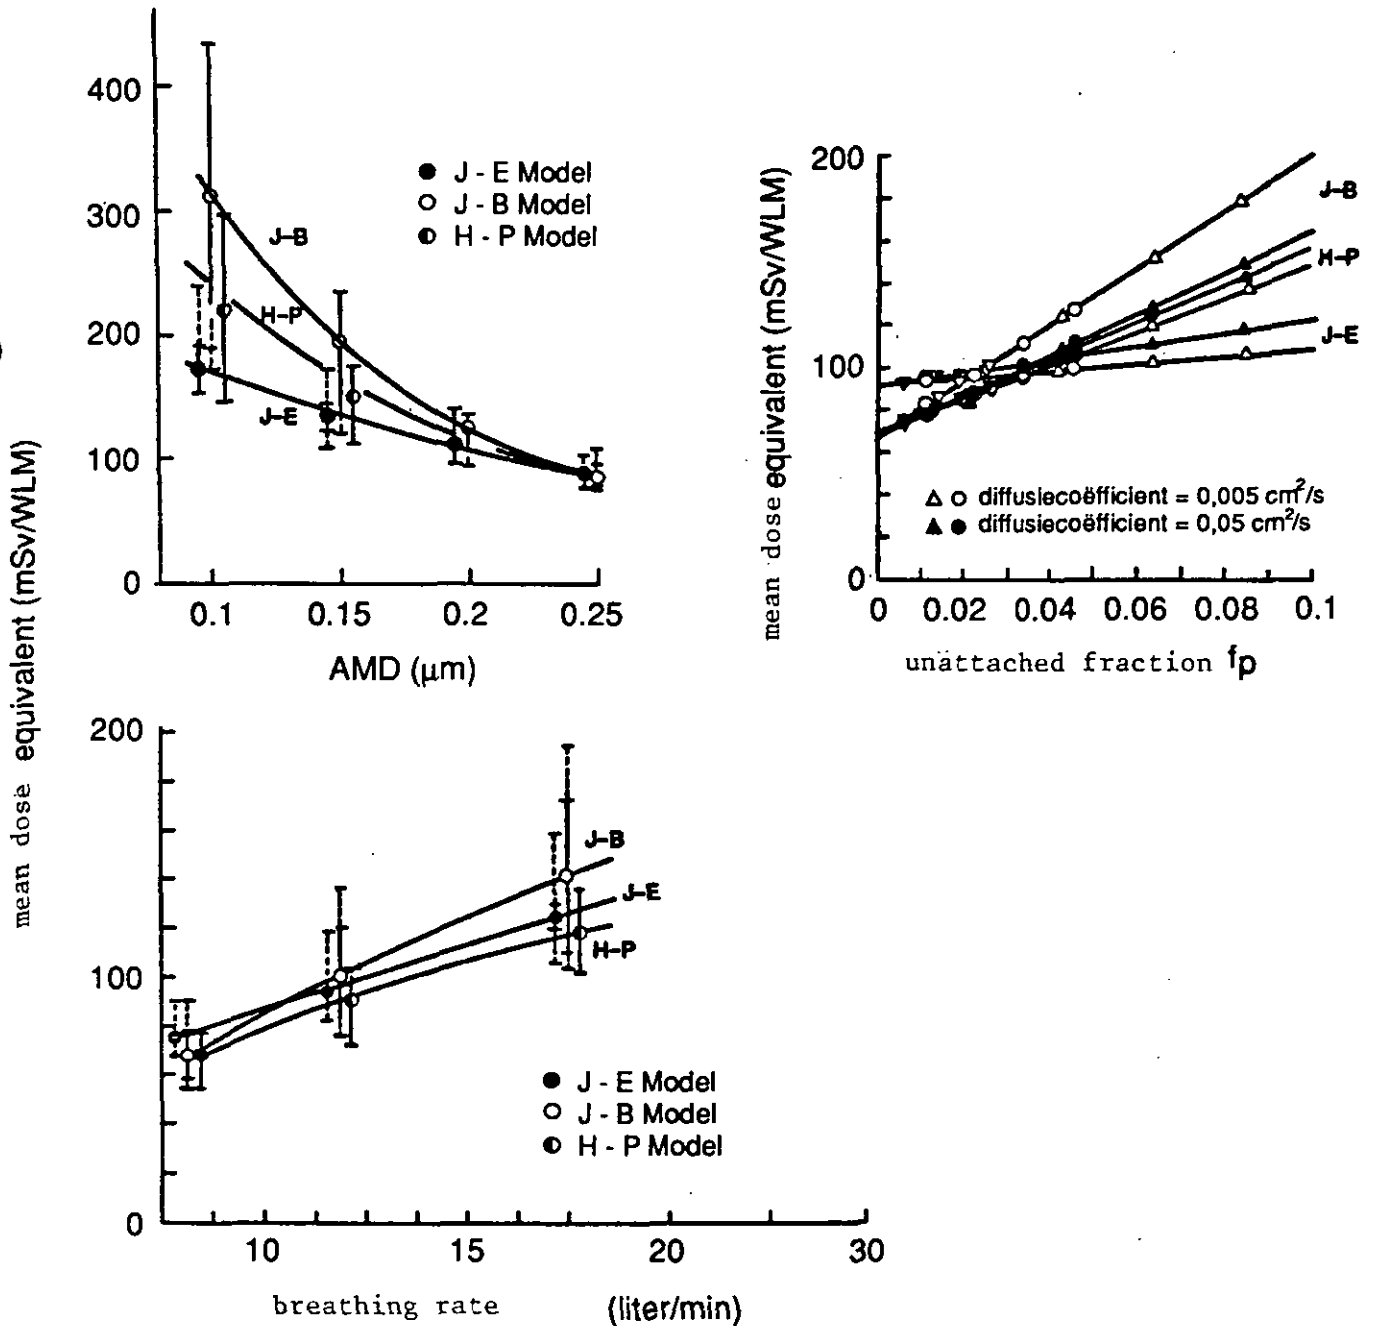 mean dose equivalent (mSv/WLM)
400
300
200
100
0
J-B
H-P
J-E
J - E Model
J - B Model
H - P Model
0.1 0.15 0.2 0.25
AMD (μm)
mean dose equivalent (mSv/WLM)
200
100
0
J-B
H-P
J-E
diffusiecoëfficient = 0,005 cm²/s
diffusiecoëfficient = 0,05 cm²/s
0 0.02 0.04 0.06 0.08 0.1
unattached fraction fp
200
100
0
J-B
J-E
H-P
J - E Model
J - B Model
H - P Model
10 15 20 30
breathing rate (liter/min)